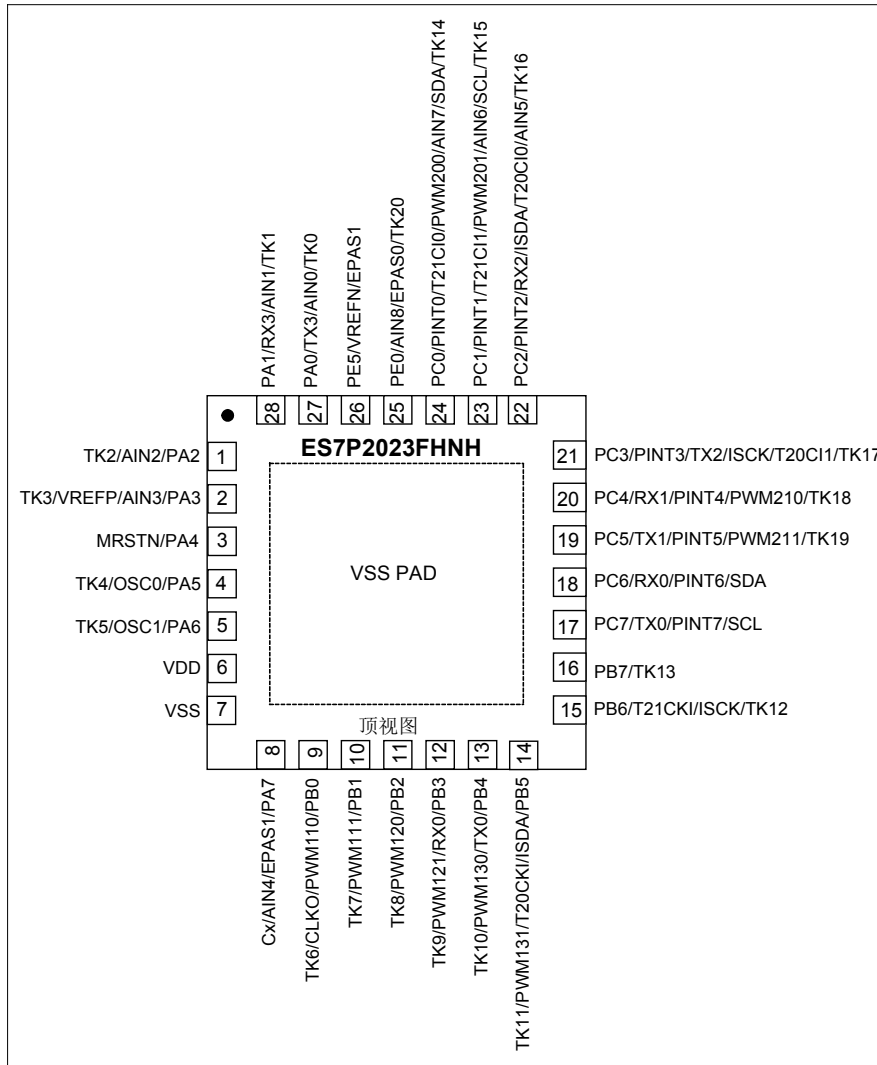 PA1/RX3/AIN1/TK1
PA0/TX3/AIN0/TK0
PE5/VREFN/EPAS1
PE0/AIN8/EPAS0/TK20
PC0/PINT0/T21CI0/PWM200/AIN7/SDA/TK14
PC1/PINT1/T21CI1/PWM201/AIN6/SCL/TK15
PC2/PINT2/RX2/ISDA/T20CI0/AIN5/TK16
28
27
26
25
24
23
22
ES7P2023FHNH
TK2/AIN2/PA2
1
TK3/VREFP/AIN3/PA3
2
MRSTN/PA4
3
TK4/OSC0/PA5
4
TK5/OSC1/PA6
5
VDD
6
VSS
7
VSS PAD
21
PC3/PINT3/TX2/ISCK/T20CI1/TK17
20
PC4/RX1/PINT4/PWM210/TK18
19
PC5/TX1/PINT5/PWM211/TK19
18
PC6/RX0/PINT6/SDA
17
PC7/TX0/PINT7/SCL
16
PB7/TK13
15
PB6/T21CKI/ISCK/TK12
顶视图
8
9
10
11
12
13
14
Cx/AIN4/EPAS1/PA7
TK6/CLKO/PWM110/PB0
TK7/PWM111/PB1
TK8/PWM120/PB2
TK9/PWM121/RX0/PB3
TK10/PWM130/TX0/PB4
TK11/PWM131/T20CKI/ISDA/PB5